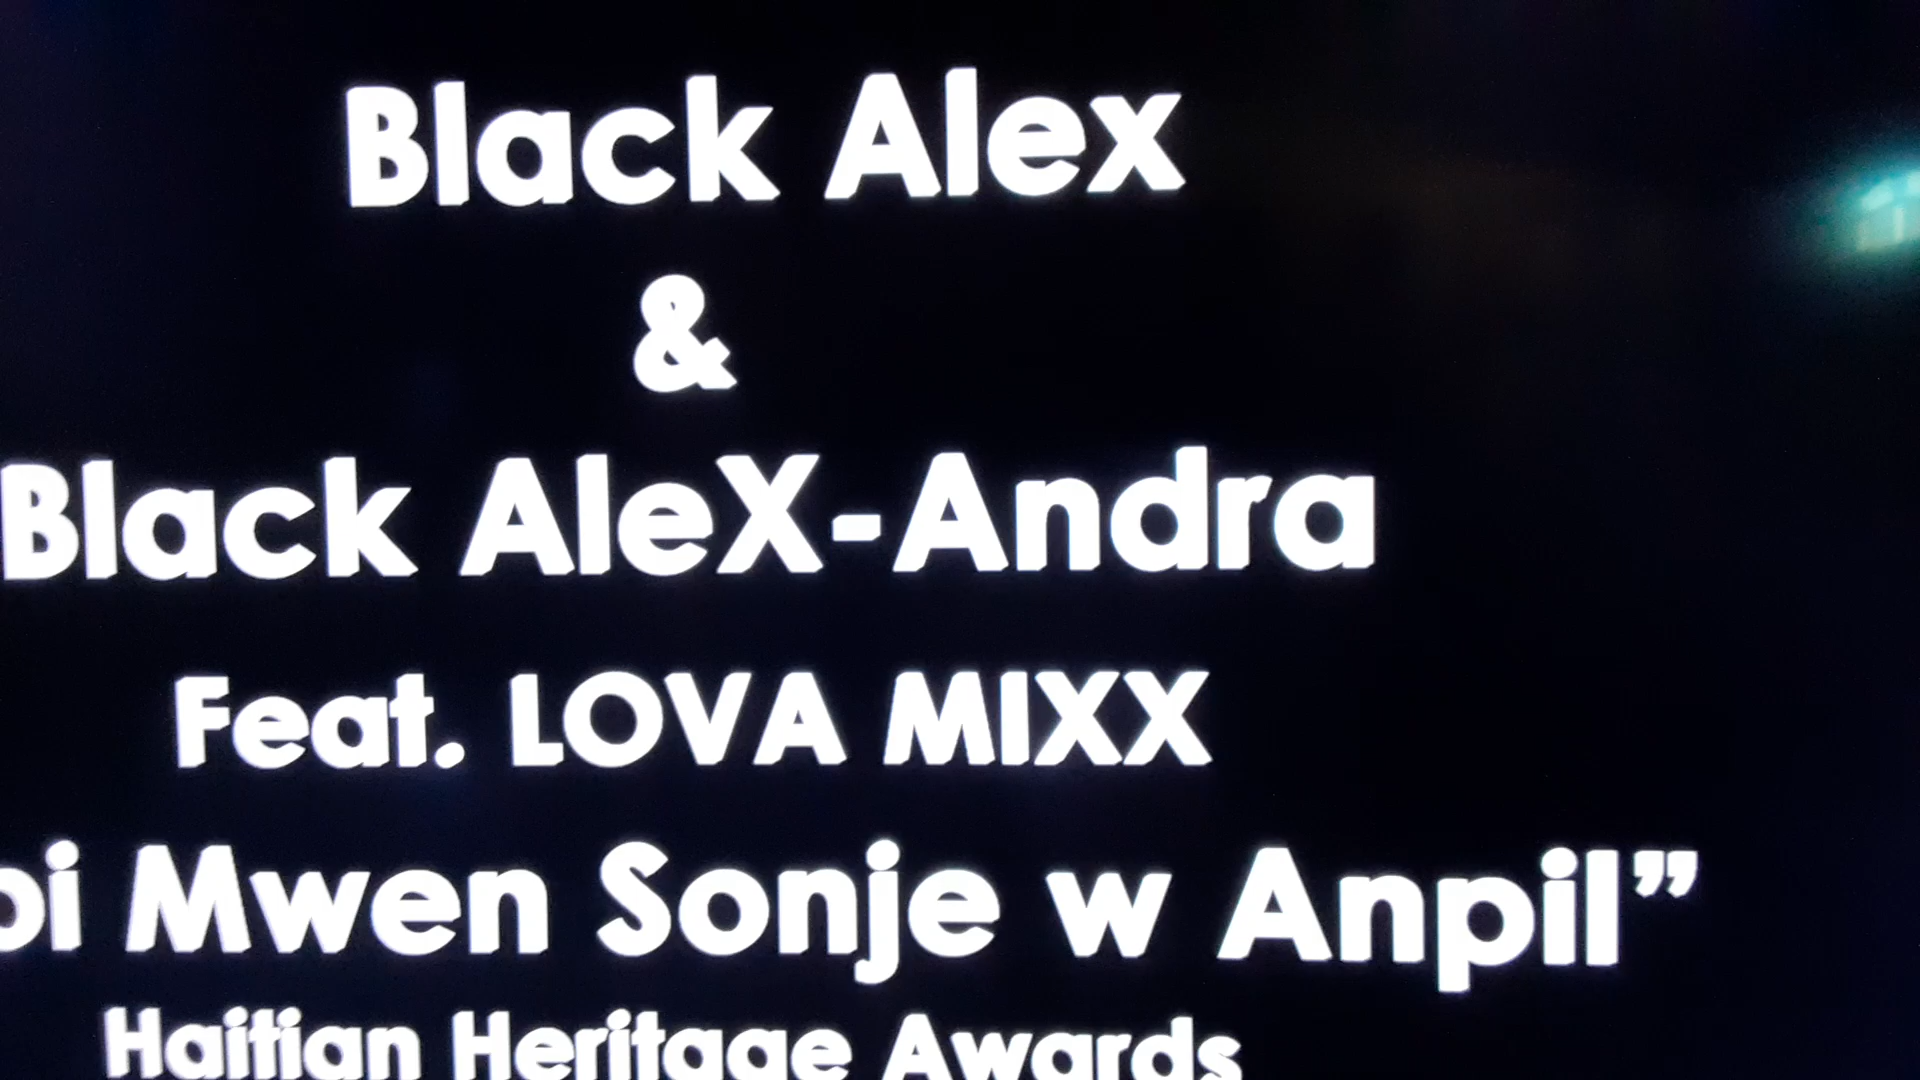 Black Alex
&
Black AleX-Andra
Feat. LOVA MIXX
Mwen Sonje w Anpil”
Haitian Heritage Awards